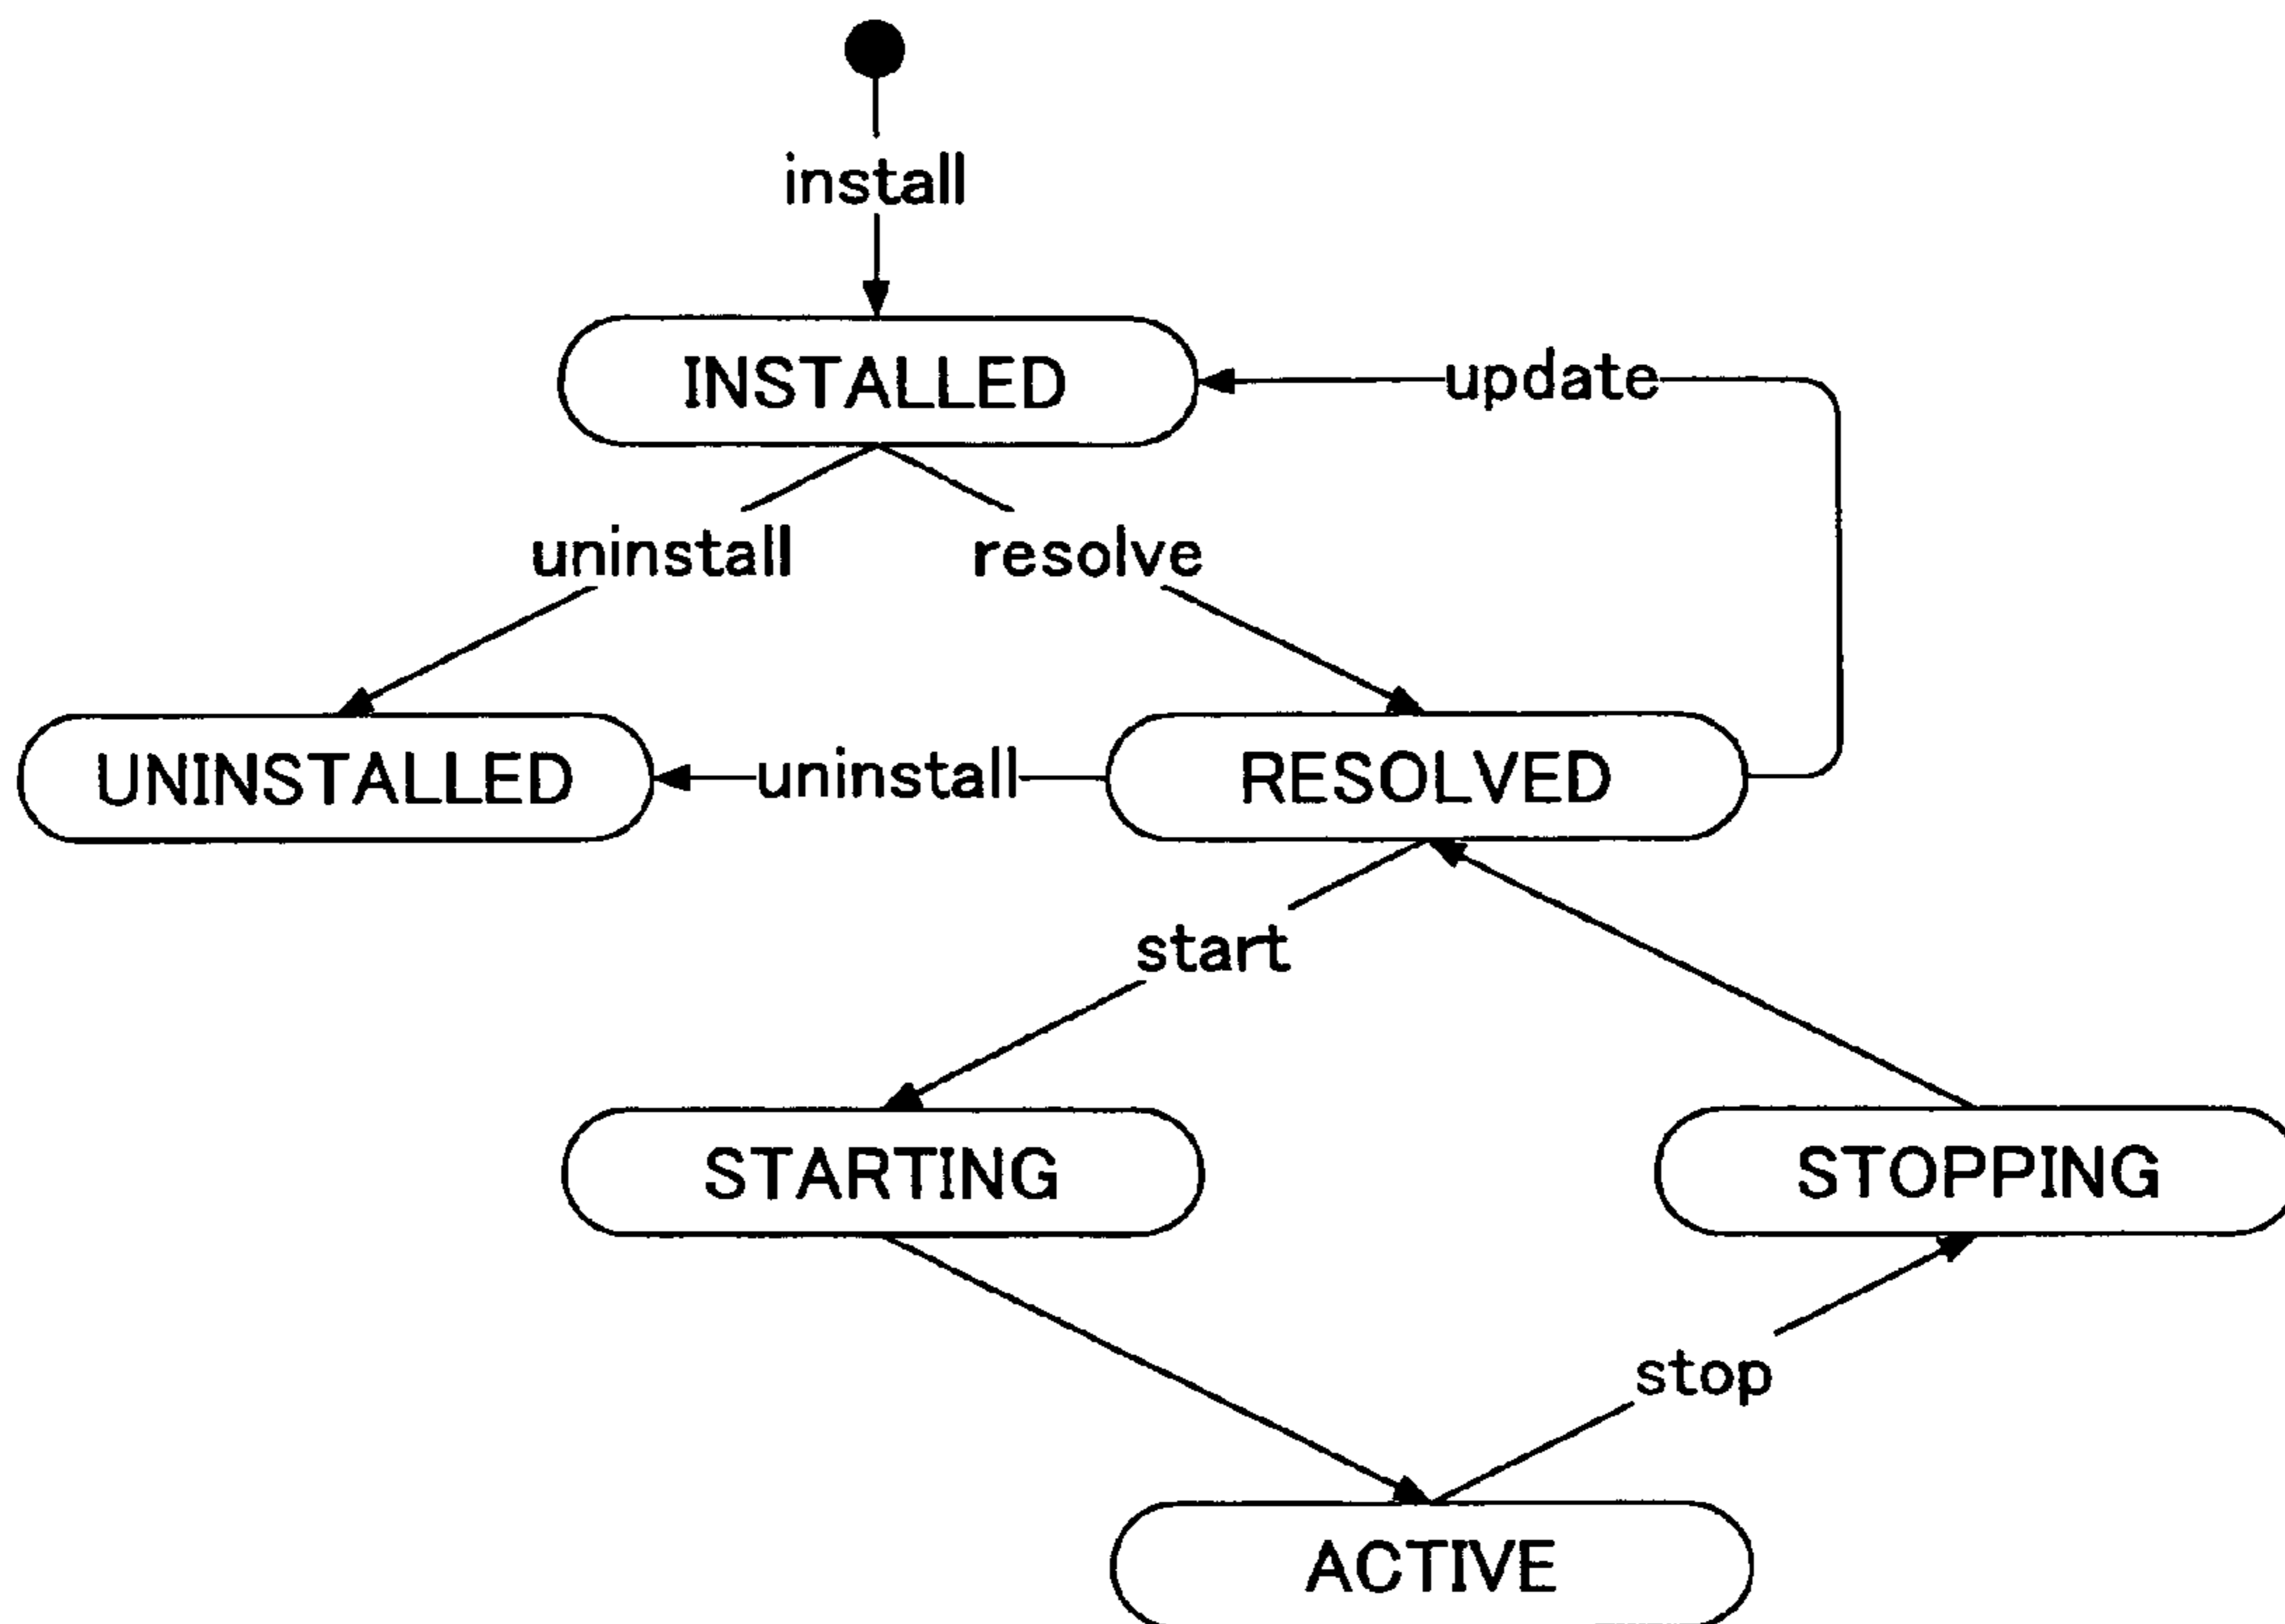 install
INSTALLED
update
uninstall
resolve
UNINSTALLED
uninstall
RESOLVED
start
STARTING
STOPPING
stop
ACTIVE